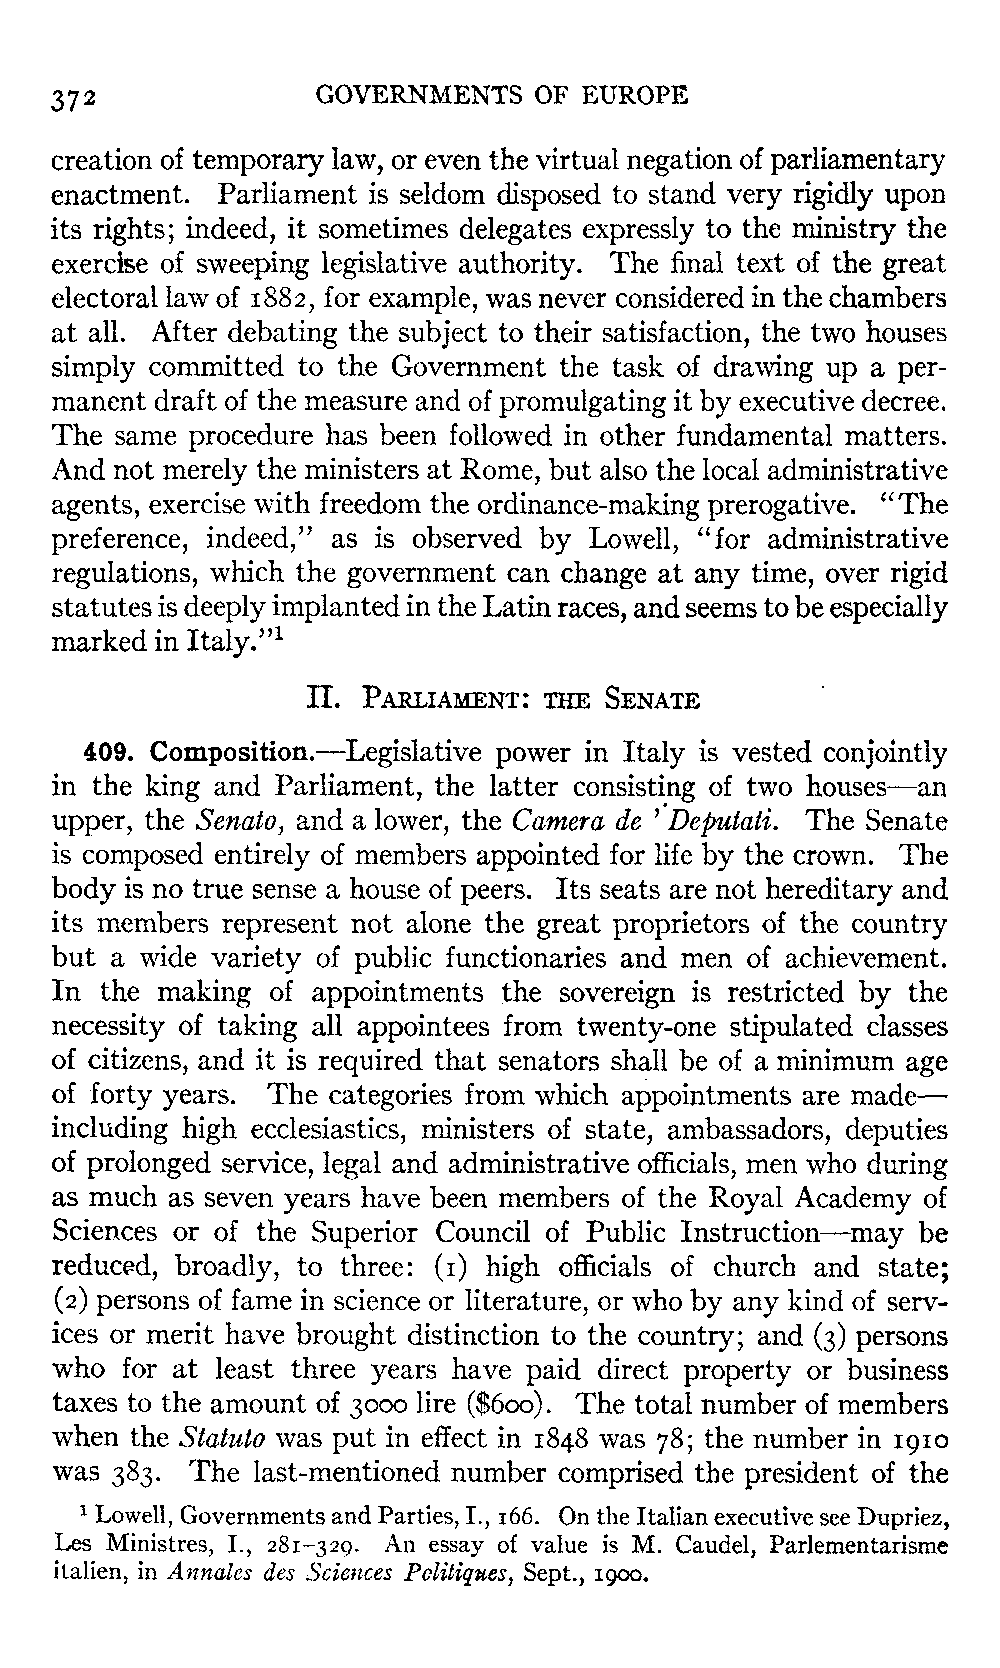 372 GOVERNMENTS OF EUROPE
creation of temporary law, or even the virtual negation of parliamentary
enactment. Parliament is seldom disposed to stand very rigidly upon
its rights; indeed, it sometimes delegates expressly to the ministry the
exercise of sweeping legislative authority. The final text of the great
electoral law of 1882, for example, was never considered in the chambers
at all. After debating the subject to their satisfaction, the two houses
simply committed to the Government the task of drawing up a per-
manent draft of the measure and of promulgating it by executive decree.
The same procedure has been followed in other fundamental matters.
And not merely the ministers at Rome, but also the local administrative
agents, exercise with freedom the ordinance-making prerogative. "The
preference, indeed," as is observed by Lowell, "for administrative
regulations, which the government can change at any time, over rigid
statutes is deeply implanted in the Latin races, and seems to be especially
marked in Italy."¹
II. PARLIAMENT: THE SENATE
409. Composition.—Legislative power in Italy is vested conjointly
in the king and Parliament, the latter consisting of two houses—an
upper, the Senato, and a lower, the Camera de ' Deputati. The Senate
is composed entirely of members appointed for life by the crown. The
body is no true sense a house of peers. Its seats are not hereditary and
its members represent not alone the great proprietors of the country
but a wide variety of public functionaries and men of achievement.
In the making of appointments the sovereign is restricted by the
necessity of taking all appointees from twenty-one stipulated classes
of citizens, and it is required that senators shall be of a minimum age
of forty years. The categories from which appointments are made—
including high ecclesiastics, ministers of state, ambassadors, deputies
of prolonged service, legal and administrative officials, men who during
as much as seven years have been members of the Royal Academy of
Sciences or of the Superior Council of Public Instruction—may be
reduced, broadly, to three: (1) high officials of church and state;
(2) persons of fame in science or literature, or who by any kind of serv-
ices or merit have brought distinction to the country; and (3) persons
who for at least three years have paid direct property or business
taxes to the amount of 3000 lire ($600). The total number of members
when the Statuto was put in effect in 1848 was 78; the number in 1910
was 383. The last-mentioned number comprised the president of the
¹ Lowell, Governments and Parties, I., 166. On the Italian executive see Dupriez,
Les Ministres, I., 281–329. An essay of value is M. Caudel, Parlementarisme
italien, in Annales des Sciences Politiques, Sept., 1900.